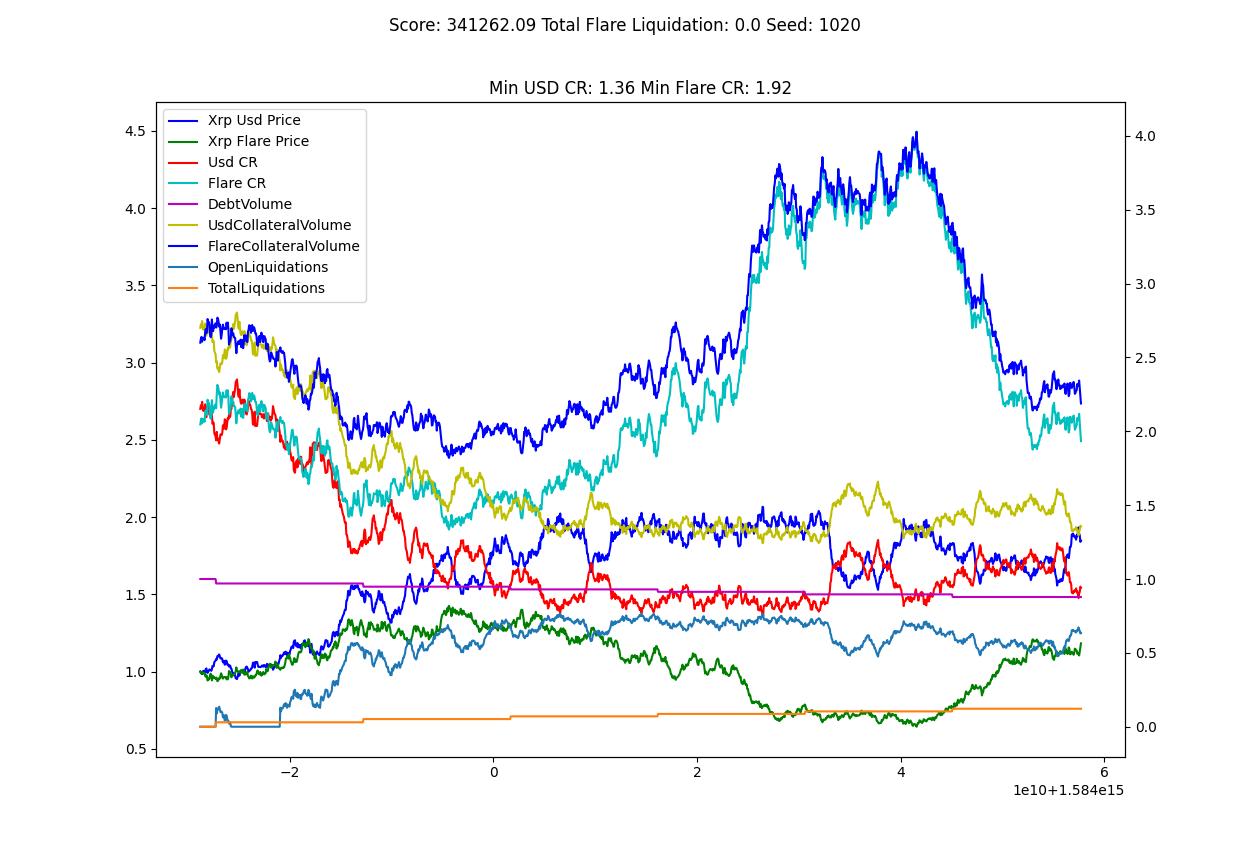 Score: 341262.09 Total Flare Liquidation: 0.0 Seed: 1020
Min USD CR: 1.36 Min Flare CR: 1.92
Xrp Usd Price
Xrp Flare Price
Usd CR
Flare CR
DebtVolume
UsdCollateralVolume
FlareCollateralVolume
OpenLiquidations
TotalLiquidations
4.5
4.0
3.5
3.0
2.5
2.0
1.5
1.0
0.5
4.0
3.5
3.0
2.5
2.0
1.5
1.0
0.5
0.0
−2
0
2
4
6
1e10+1.584e15